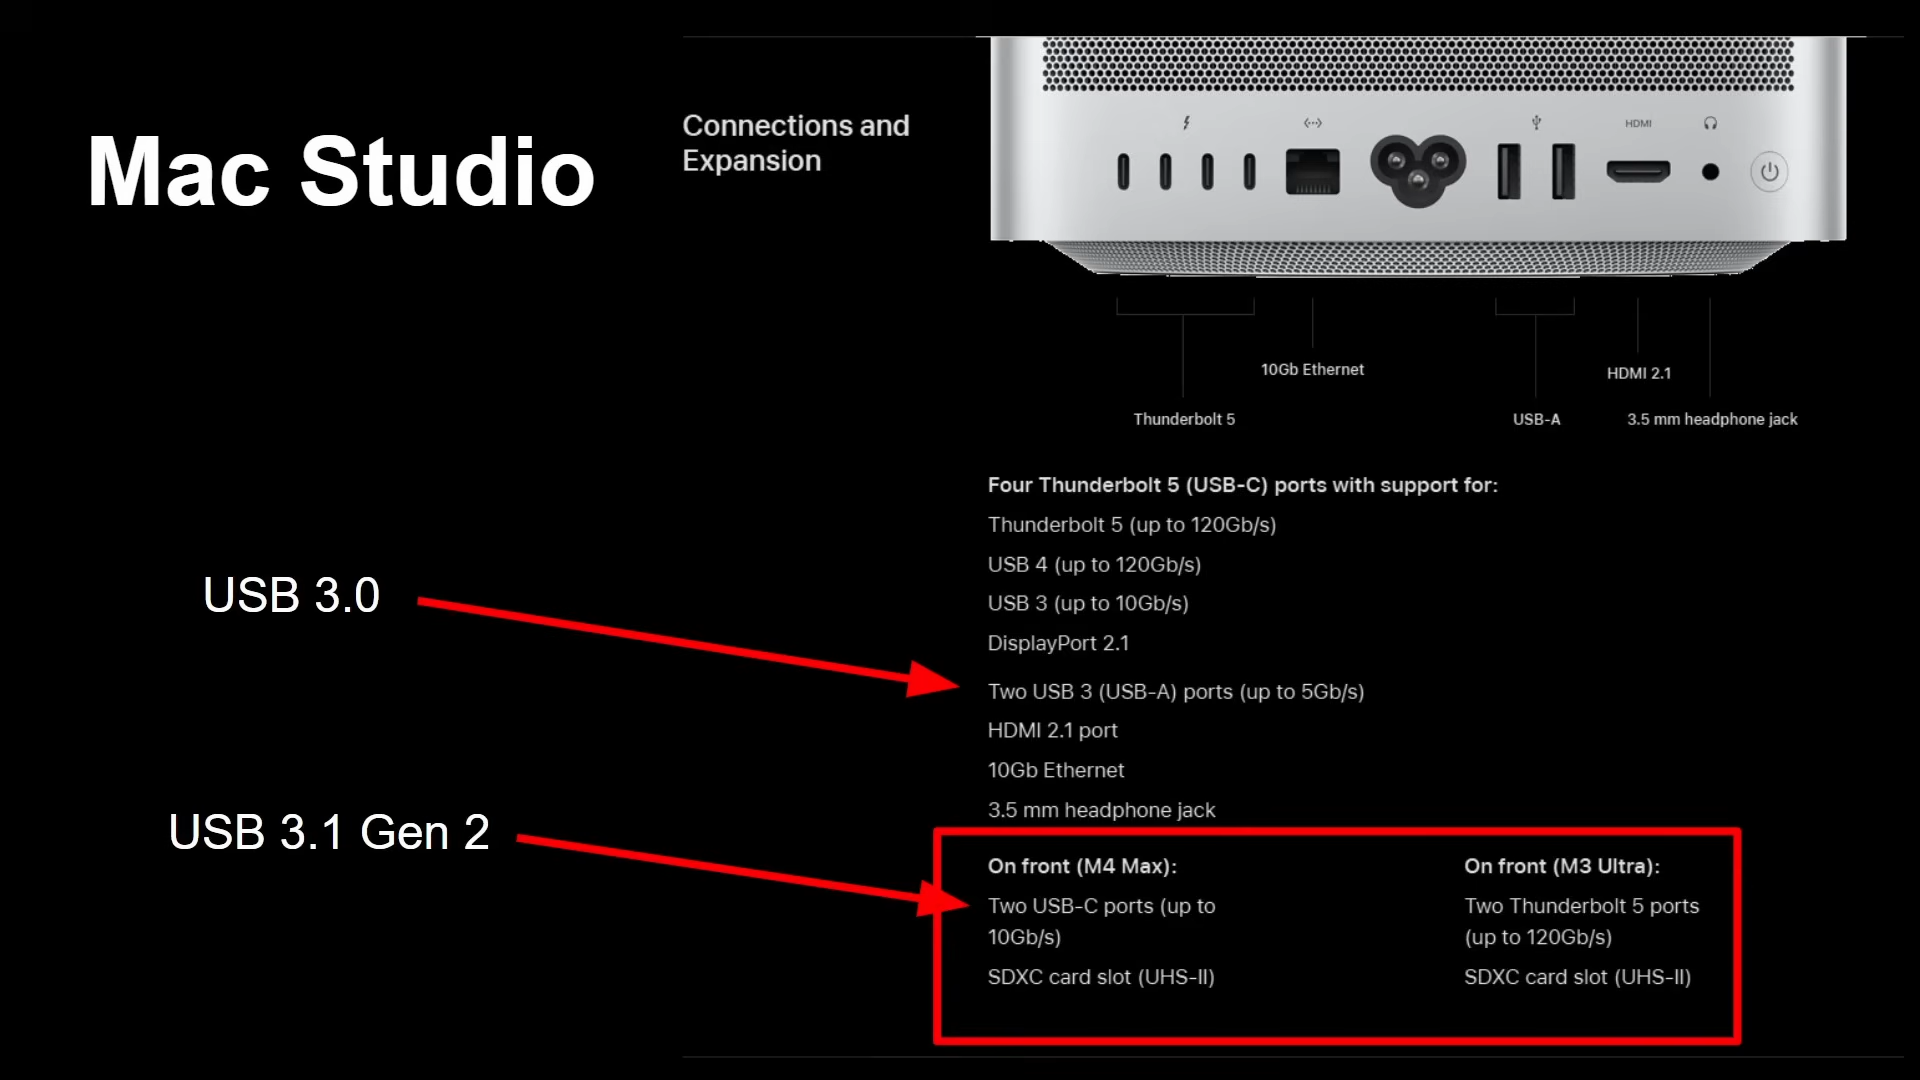 Mac Studio
Connections and
Expansion
HDMI
10Gb Ethernet
HDMI 2.1
Thunderbolt 5
USB-A
3.5 mm headphone jack
Four Thunderbolt 5 (USB-C) ports with support for:
Thunderbolt 5 (up to 120Gb/s)
USB 4 (up to 120Gb/s)
USB 3 (up to 10Gb/s)
DisplayPort 2.1
USB 3.0
Two USB 3 (USB-A) ports (up to 5Gb/s)
HDMI 2.1 port
10Gb Ethernet
3.5 mm headphone jack
USB 3.1 Gen 2
On front (M4 Max):
Two USB-C ports (up to
10Gb/s)
SDXC card slot (UHS-II)
On front (M3 Ultra):
Two Thunderbolt 5 ports
(up to 120Gb/s)
SDXC card slot (UHS-II)